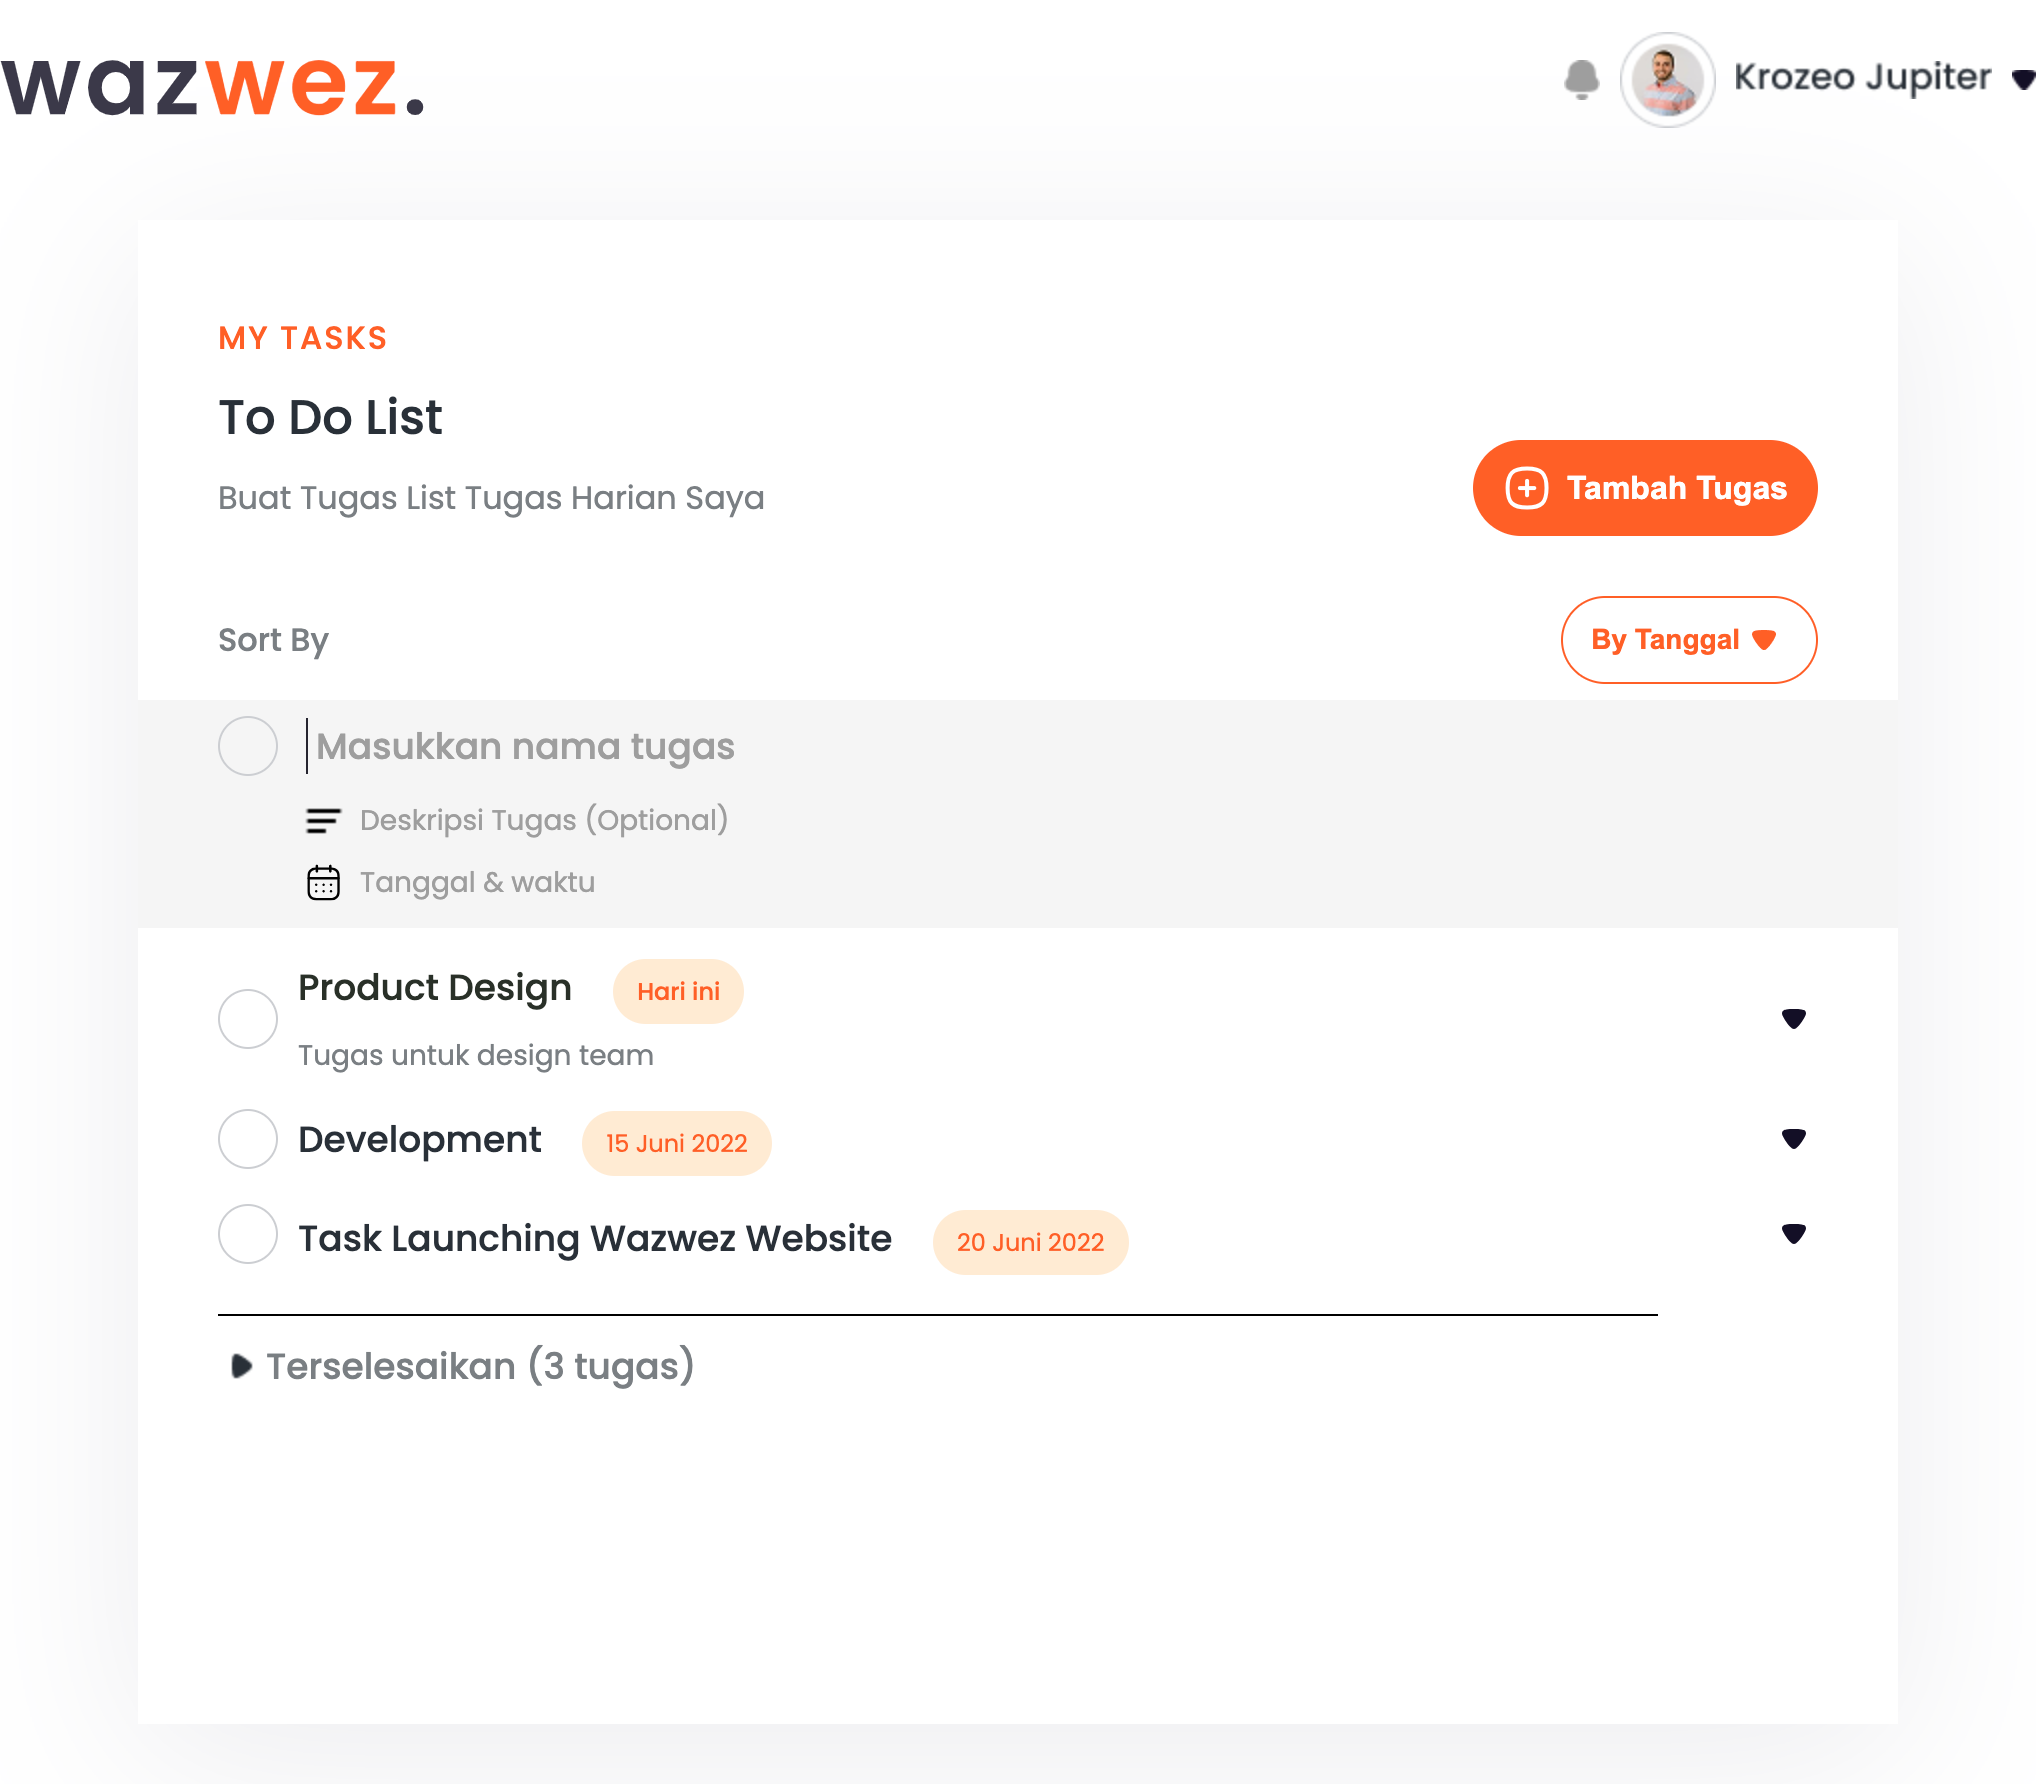 wazwez.
Krozeo Jupiter
MY TASKS
To Do List
Buat Tugas List Tugas Harian Saya
Tambah Tugas
Sort By
By Tanggal
Masukkan nama tugas
Deskripsi Tugas (Optional)
Tanggal & waktu
Product Design
Hari ini
Tugas untuk design team
Development
15 Juni 2022
Task Launching Wazwez Website
20 Juni 2022
Terselesaikan (3 tugas)